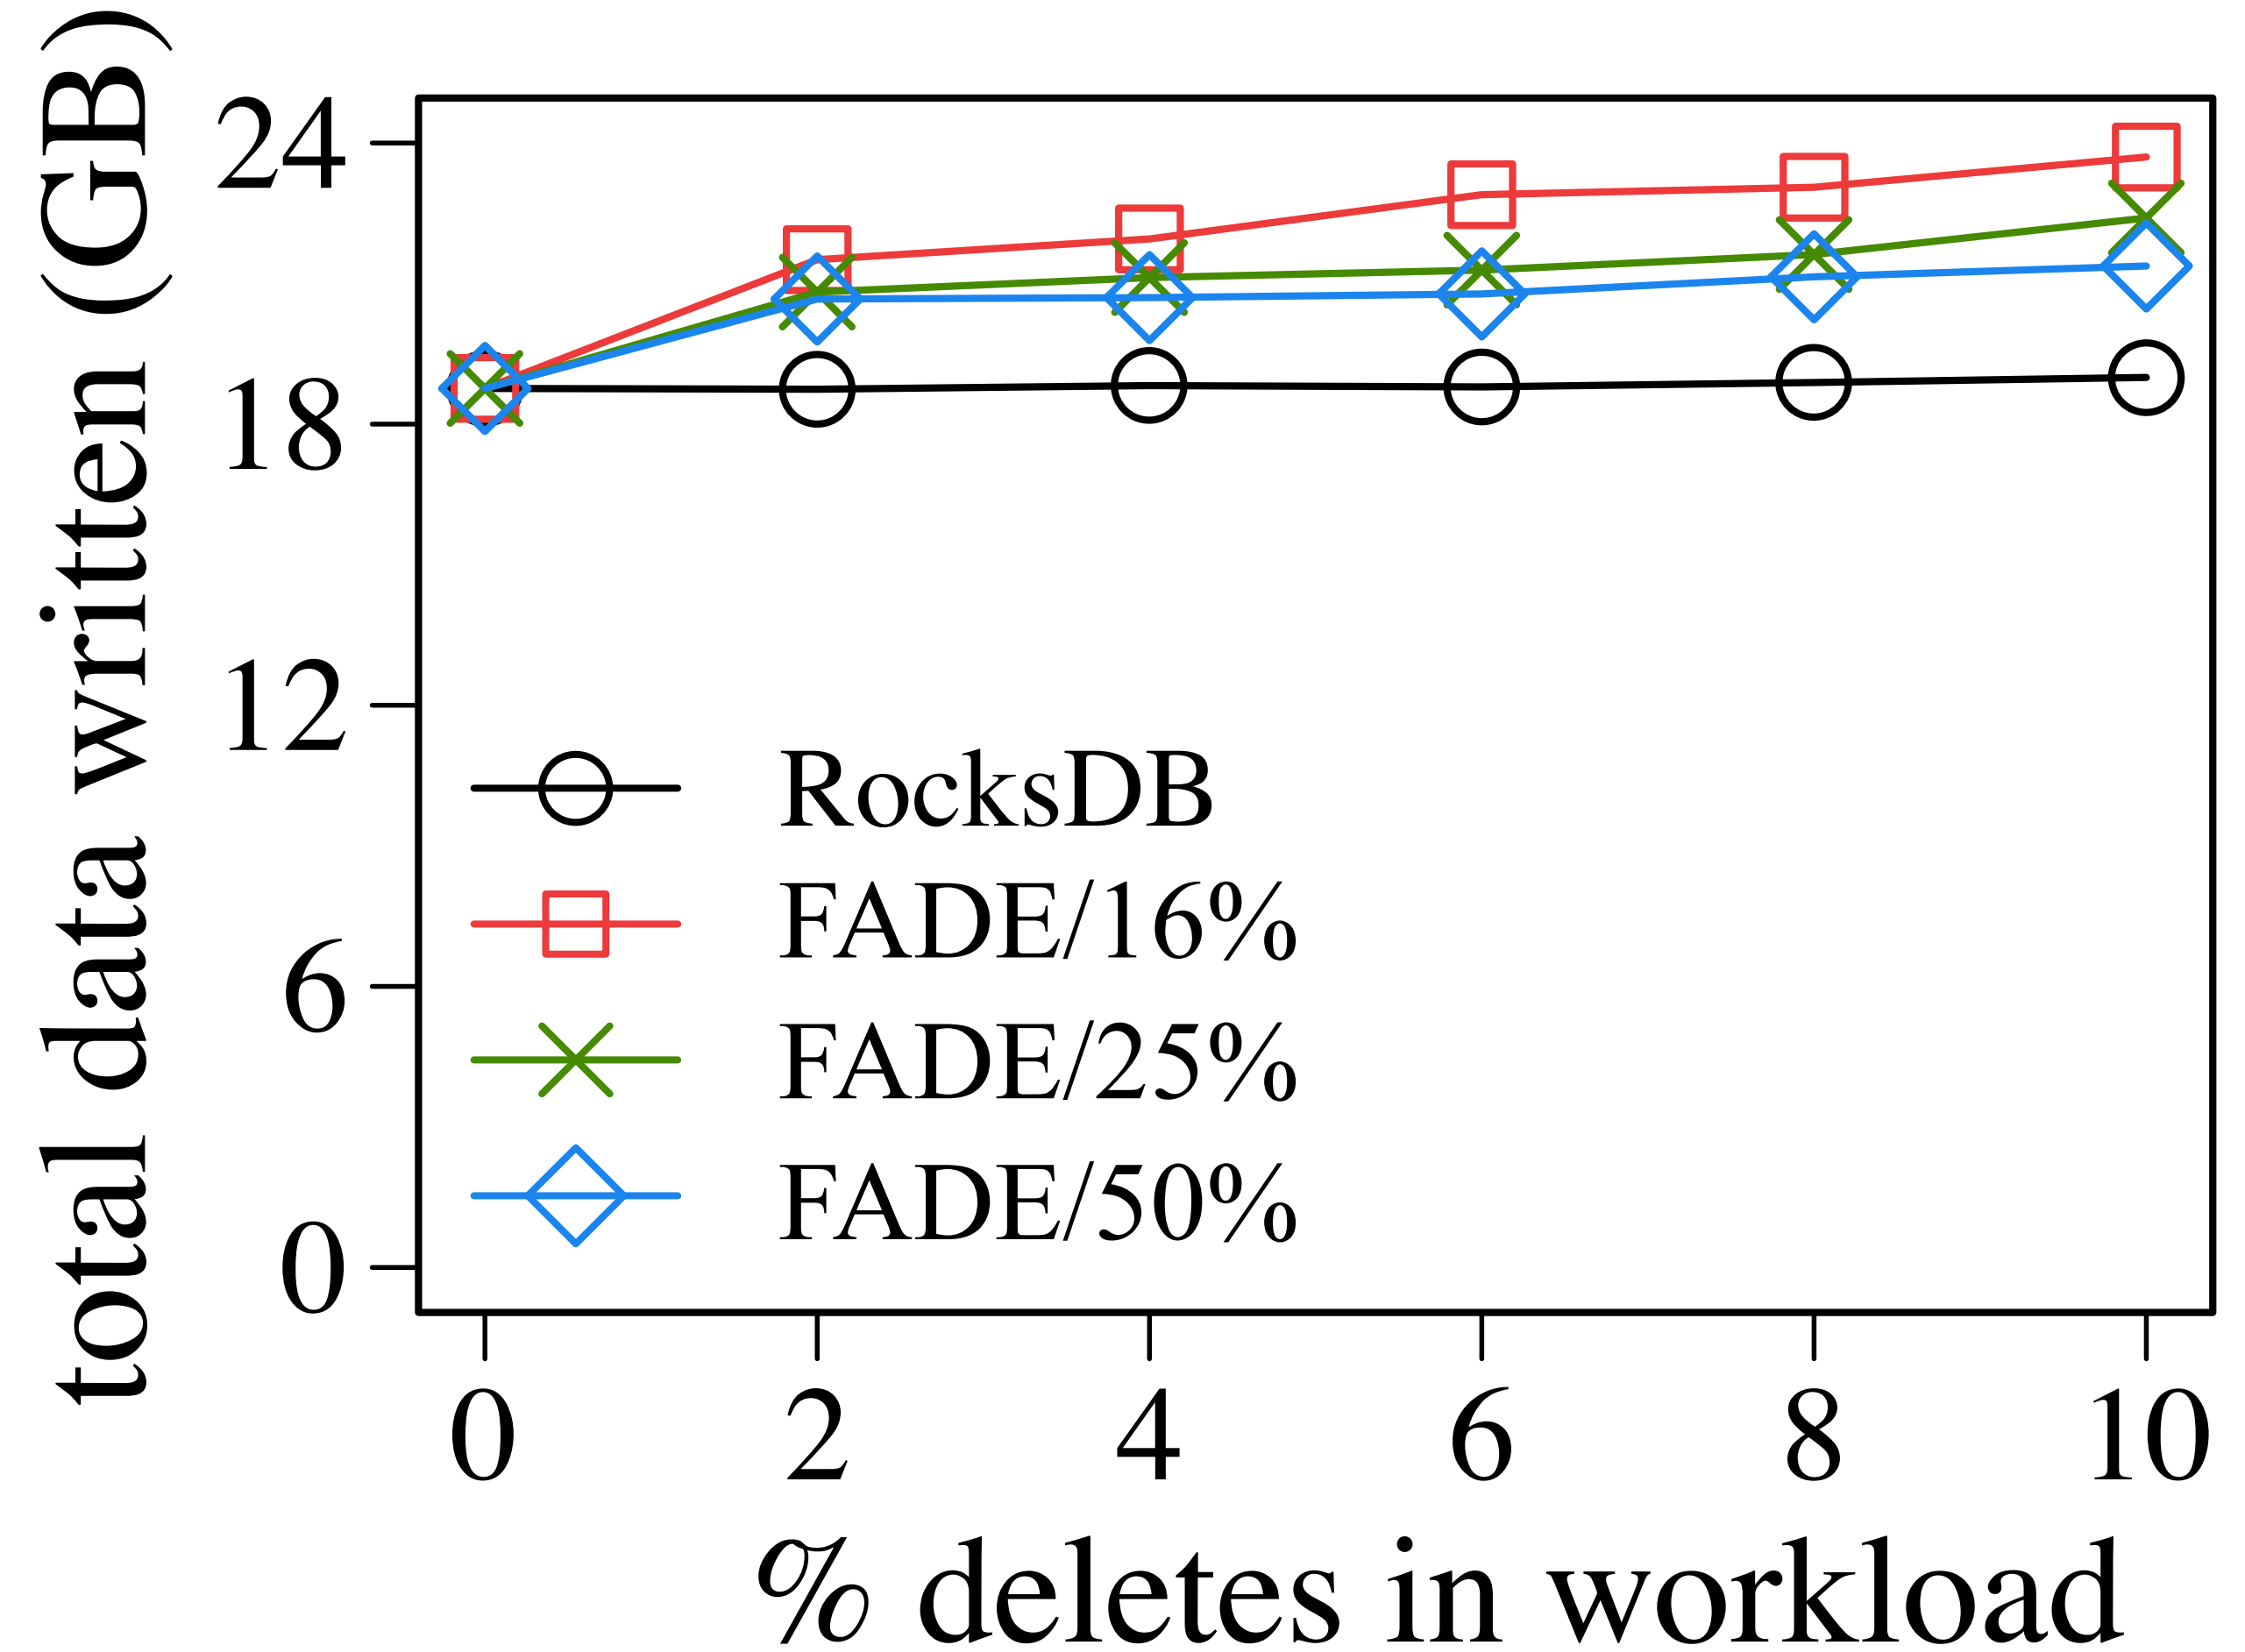 total data written (GB)
24
18
12
6
0
RocksDB
FADE/16%
FADE/25%
FADE/50%
0 2 4 6 8 10
% deletes in workload